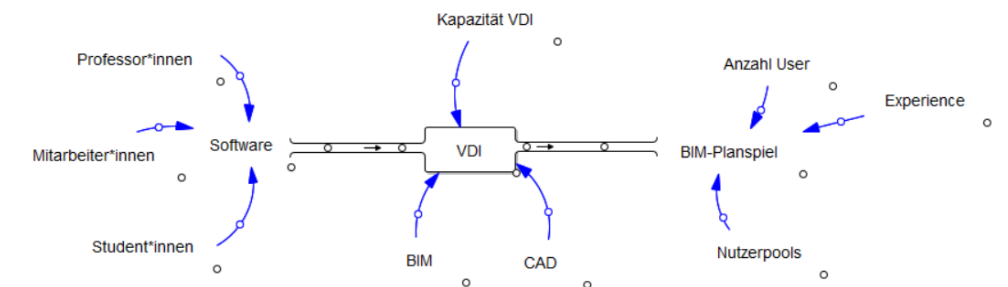 Kapazität VDI
Professor*innen
Anzahl User
Experience
Mitarbeiter*innen
Software
VDI
BIM-Planspiel
Student*innen
BIM
CAD
Nutzerpools